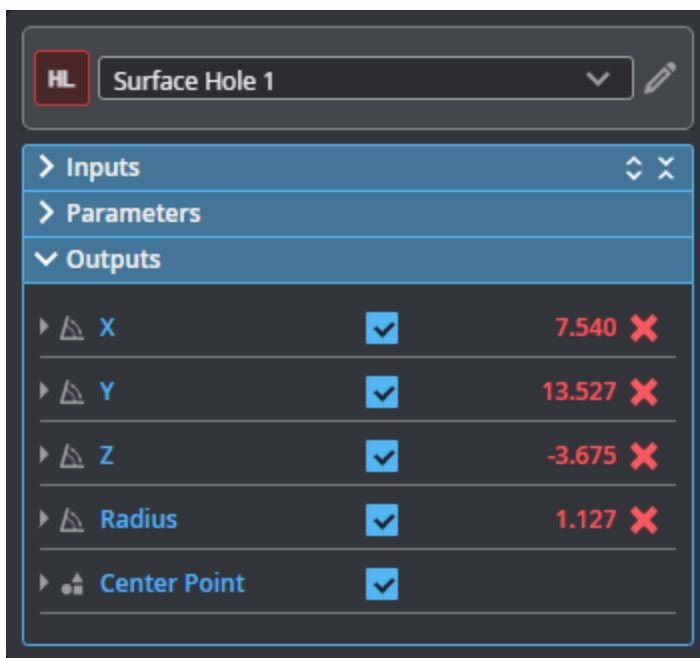 HL Surface Hole 1
Inputs
Parameters
Outputs
X 7.540
Y 13.527
Z -3.675
Radius 1.127
Center Point